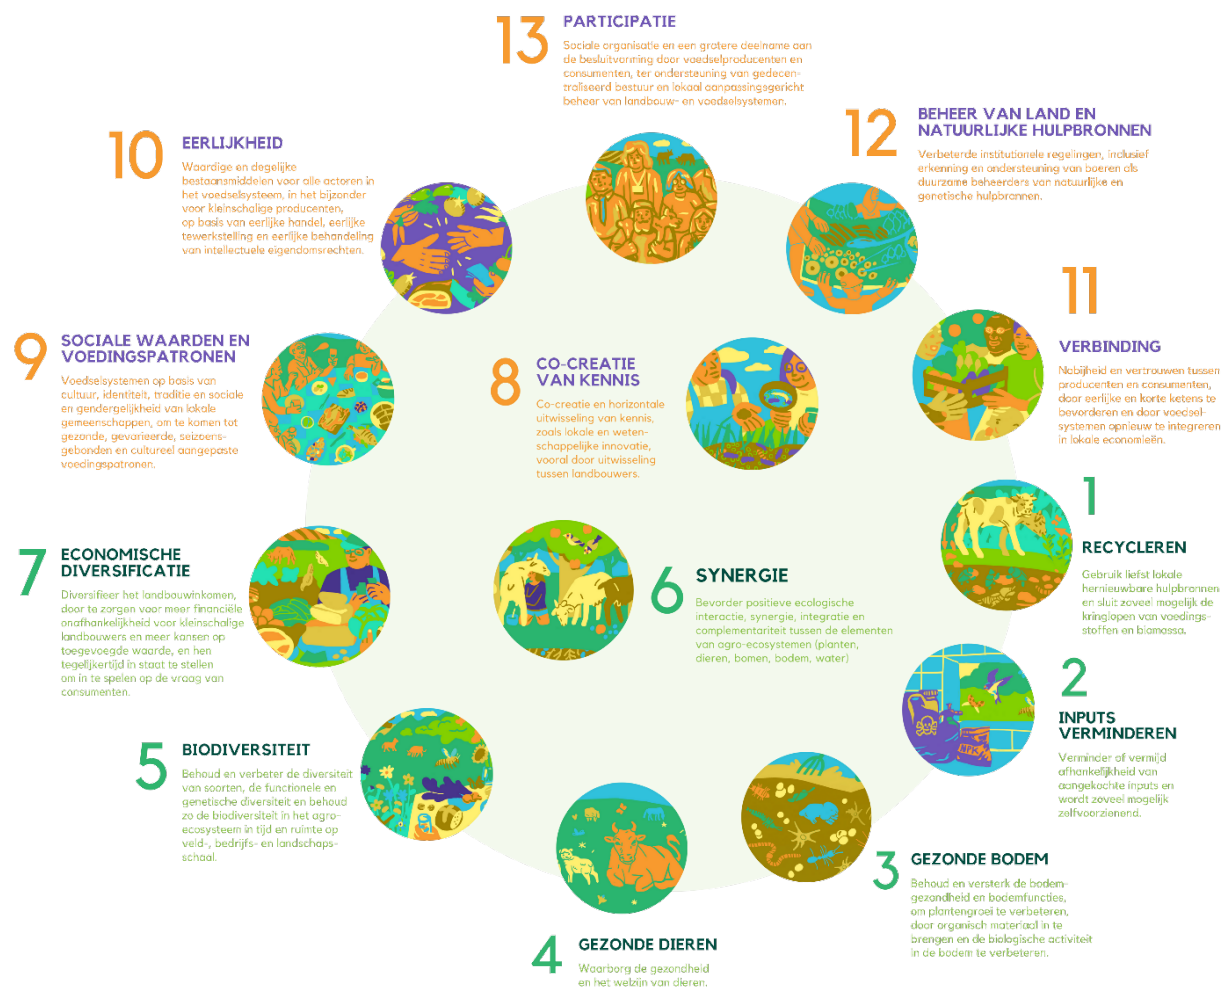 13
PARTICIPATIE
Sociale organisatie en een grotere deelname aan
de besluitvorming door voedselproducenten en
consumenten, ter ondersteuning van gedecen-
traliseerd bestuur en lokaal aanpassingsgericht
beheer van landbouw- en voedselsystemen.
12
BEHEER VAN LAND EN
NATUURLIJKE HULPBRONNEN
Verbeterde institutionele regelingen, inclusief
erkenning en ondersteuning van boeren als
duurzame beheerders van natuurlijke en
genetische hulpbronnen.
10
EERLIJKHEID
Waardige en degelijke
bestaansmiddelen voor alle actoren in
het voedselsysteem, in het bijzonder
voor kleinschalige producenten,
op basis van eerlijke handel, eerlijke
tewerkstelling en eerlijke behandeling
van intellectuele eigendomsrechten.
11
VERBINDING
Nabijheid en vertrouwen tussen
producenten en consumenten,
door eerlijke en korte ketens te
bevorderen en door voedsel-
systemen opnieuw te integreren
in lokale economieën.
9
SOCIALE WAARDEN EN
VOEDINGSPATRONEN
Voedselsystemen op basis van
cultuur, identiteit, traditie en sociale
en gendergelijkheid van lokale
gemeenschappen, om te komen tot
gezonde, gevarieerde, seizoens-
gebonden en cultureel aangepaste
voedingspatronen.
8
CO-CREATIE
VAN KENNIS
Co-creatie en horizontale
uitwisseling van kennis,
zoals lokale en weten-
schappelijke innovatie,
vooral door uitwisseling
tussen landbouwers.
1
RECYCLEREN
Gebruik liefst lokale
hernieuwbare hulpbronnen
en sluit zoveel mogelijk de
kringlopen van voedings-
stoffen en biomassa.
7
ECONOMISCHE
DIVERSIFICATIE
Diversifieer het landbouwinkomen,
door te zorgen voor meer financiële
onafhankelijkheid voor kleinschalige
landbouwers en meer kansen op
toegevoegde waarde, en hen
tegelijkertijd in staat te stellen
om in te spelen op de vraag van
consumenten.
6
SYNERGIE
Bevorder positieve ecologische
interactie, synergie, integratie en
complementariteit tussen de elementen
van agro-ecosystemen (planten,
dieren, bomen, bodem, water)
2
INPUTS
VERMINDEREN
Verminder of vermijd
afhankelijkheid van
aangekochte inputs en
wordt zoveel mogelijk
zelfvoorzienend.
NPK
5
BIODIVERSITEIT
Behoud en verbeter de diversiteit
van soorten, de functionele en
genetische diversiteit en behoud
zo de biodiversiteit in het agro-
ecosysteem in tijd en ruimte op
veld-, bedrijfs- en landschaps-
schaal.
3
GEZONDE BODEM
Behoud en versterk de bodem-
gezondheid en bodemfuncties,
om plantengroei te verbeteren,
door organisch materiaal in te
brengen en de biologische activiteit
in de bodem te verbeteren.
4
GEZONDE DIEREN
Waarborg de gezondheid
en het welzijn van dieren.